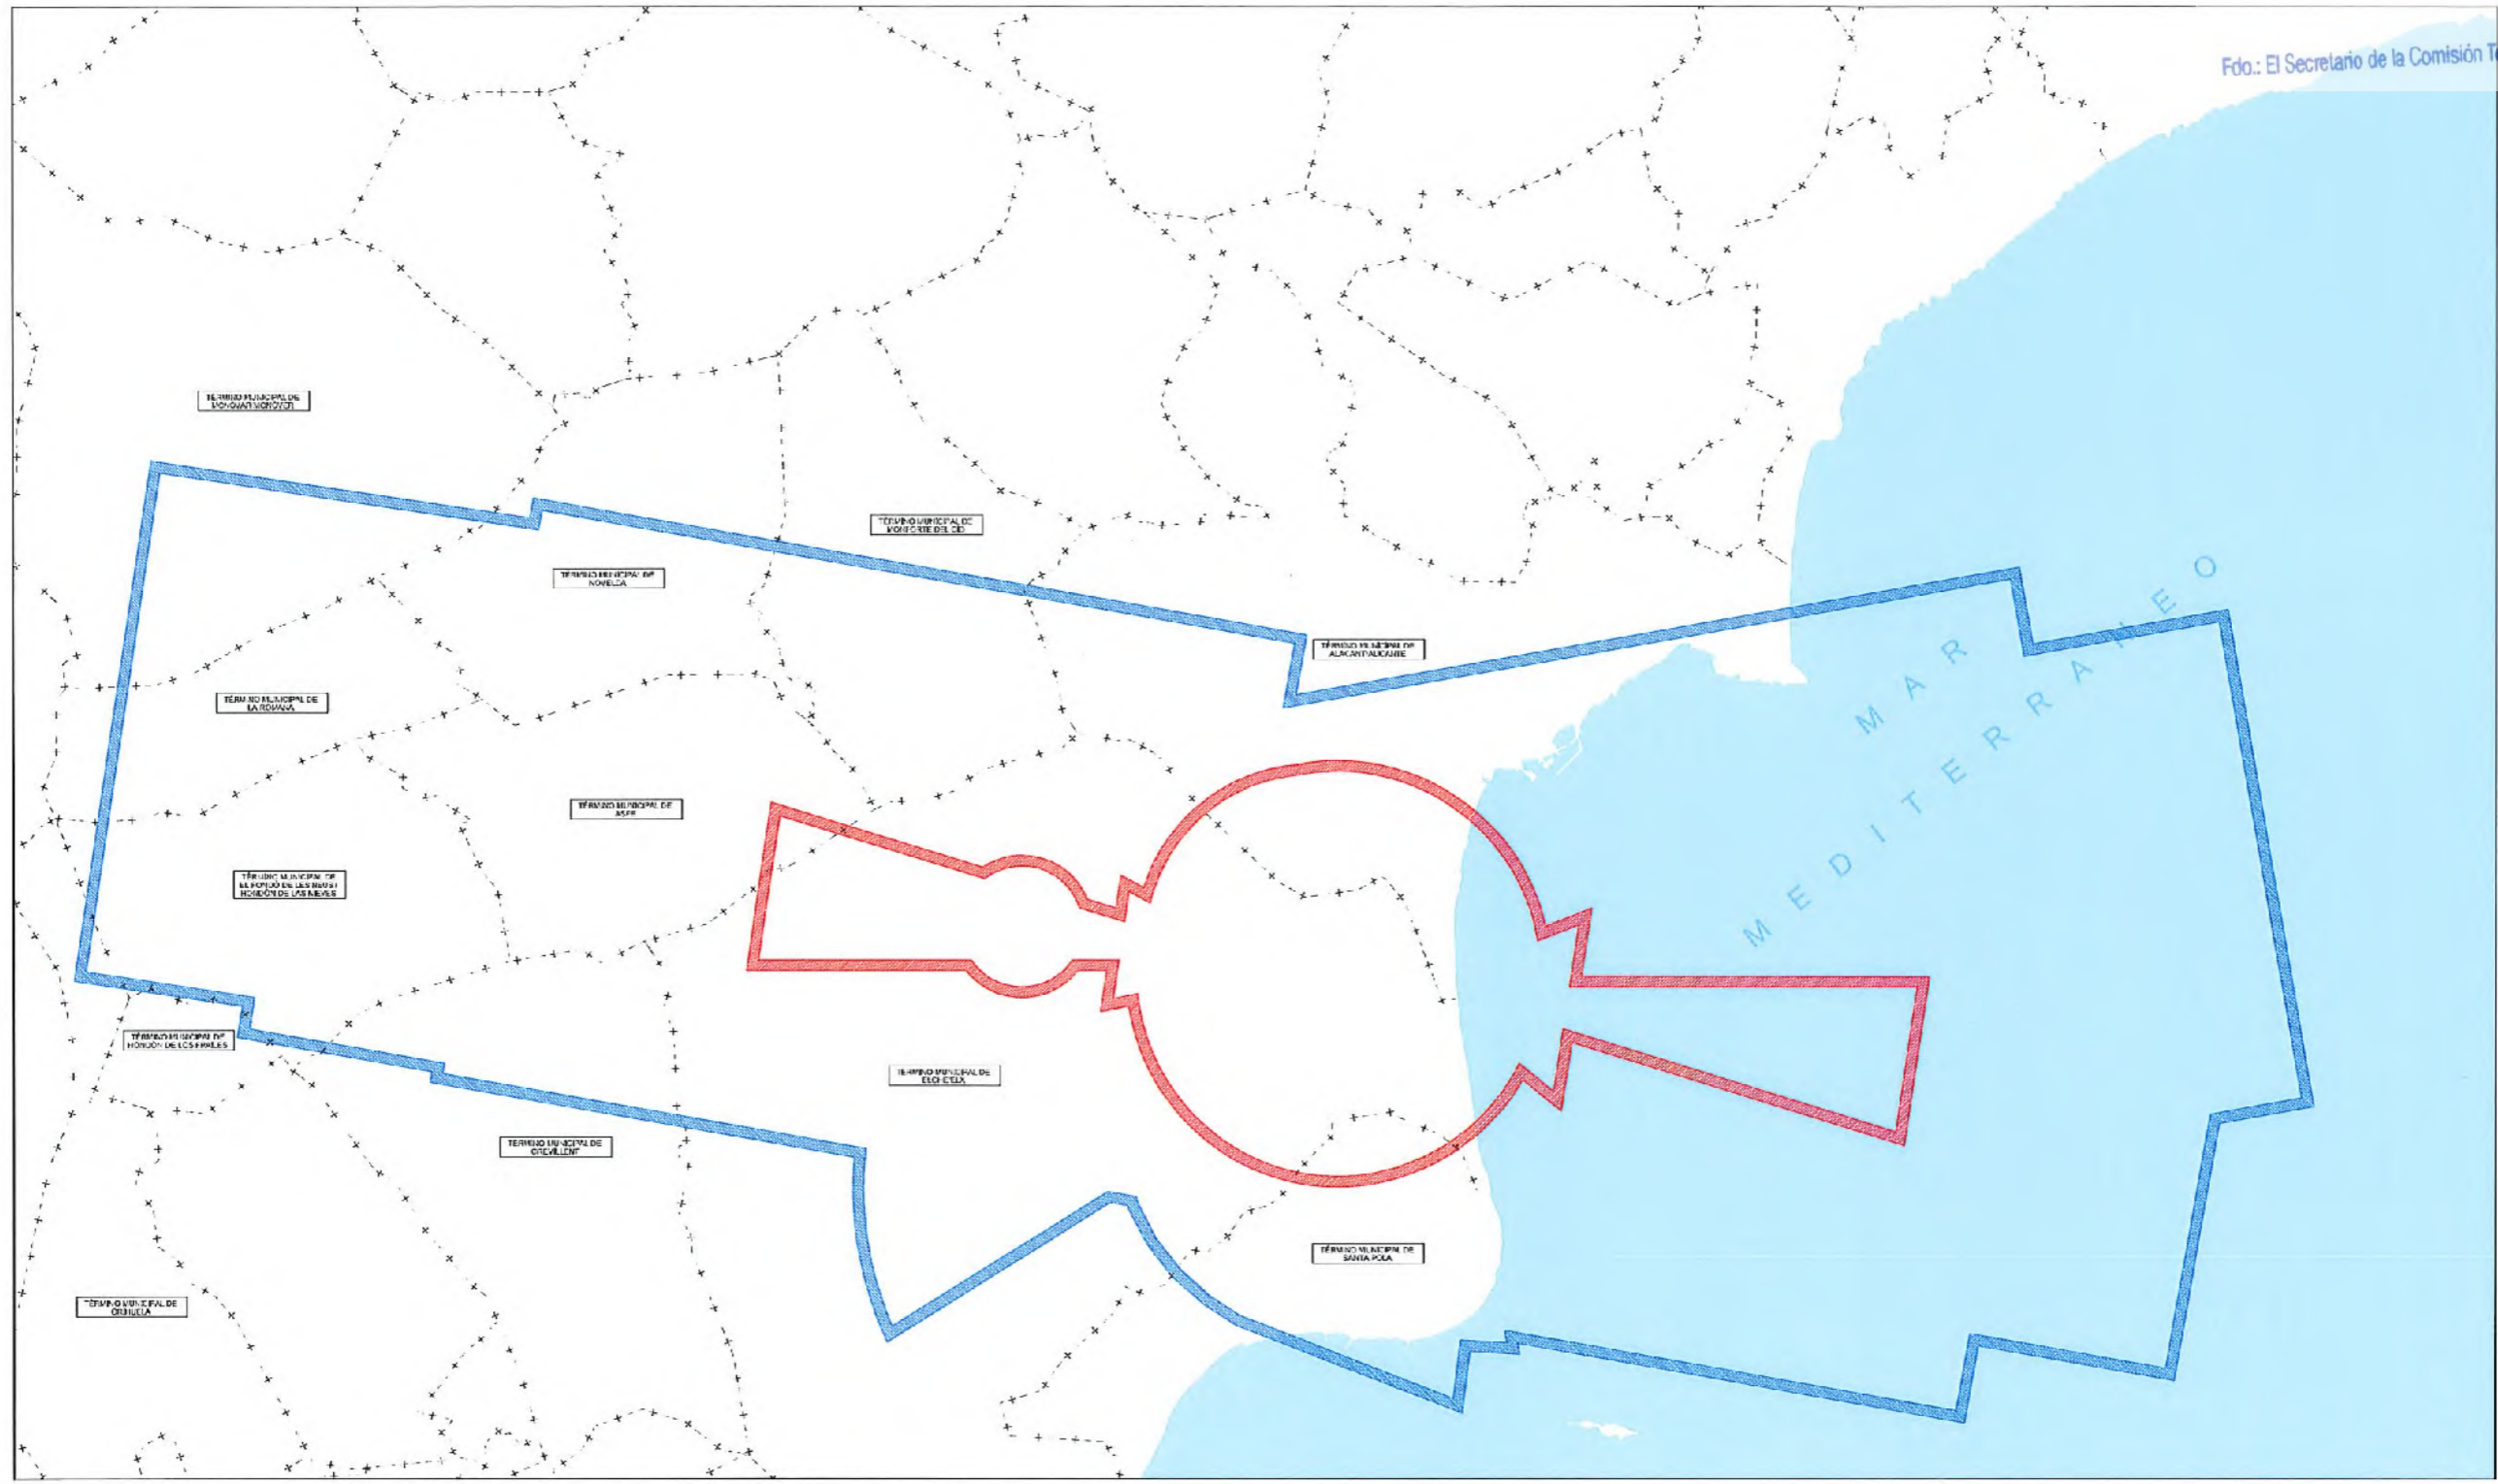 Fdo.: El Secretario de la Comisión
TÉRMINO MUNICIPAL DE
MONÒVAR/MONÓVER
TÉRMINO MUNICIPAL DE
MONFORTE DEL CID
TÉRMINO MUNICIPAL DE
NOVELDA
TÉRMINO MUNICIPAL DE
ALACANT/ALICANTE
TÉRMINO MUNICIPAL DE
LA ROMANA
MAR
MEDITERRANEO
TÉRMINO MUNICIPAL DE
ASPE
TÉRMINO MUNICIPAL DE
EL FONDÓ DE LES NEUS/
HONDÓN DE LAS NIEVES
TÉRMINO MUNICIPAL DE
HONDÓN DE LOS FRAILES
TÉRMINO MUNICIPAL DE
ELCHE/ELX
TÉRMINO MUNICIPAL DE
CREVILLENT
TÉRMINO MUNICIPAL DE
SANTA POLA
TÉRMINO MUNICIPAL DE
ORIHUELA